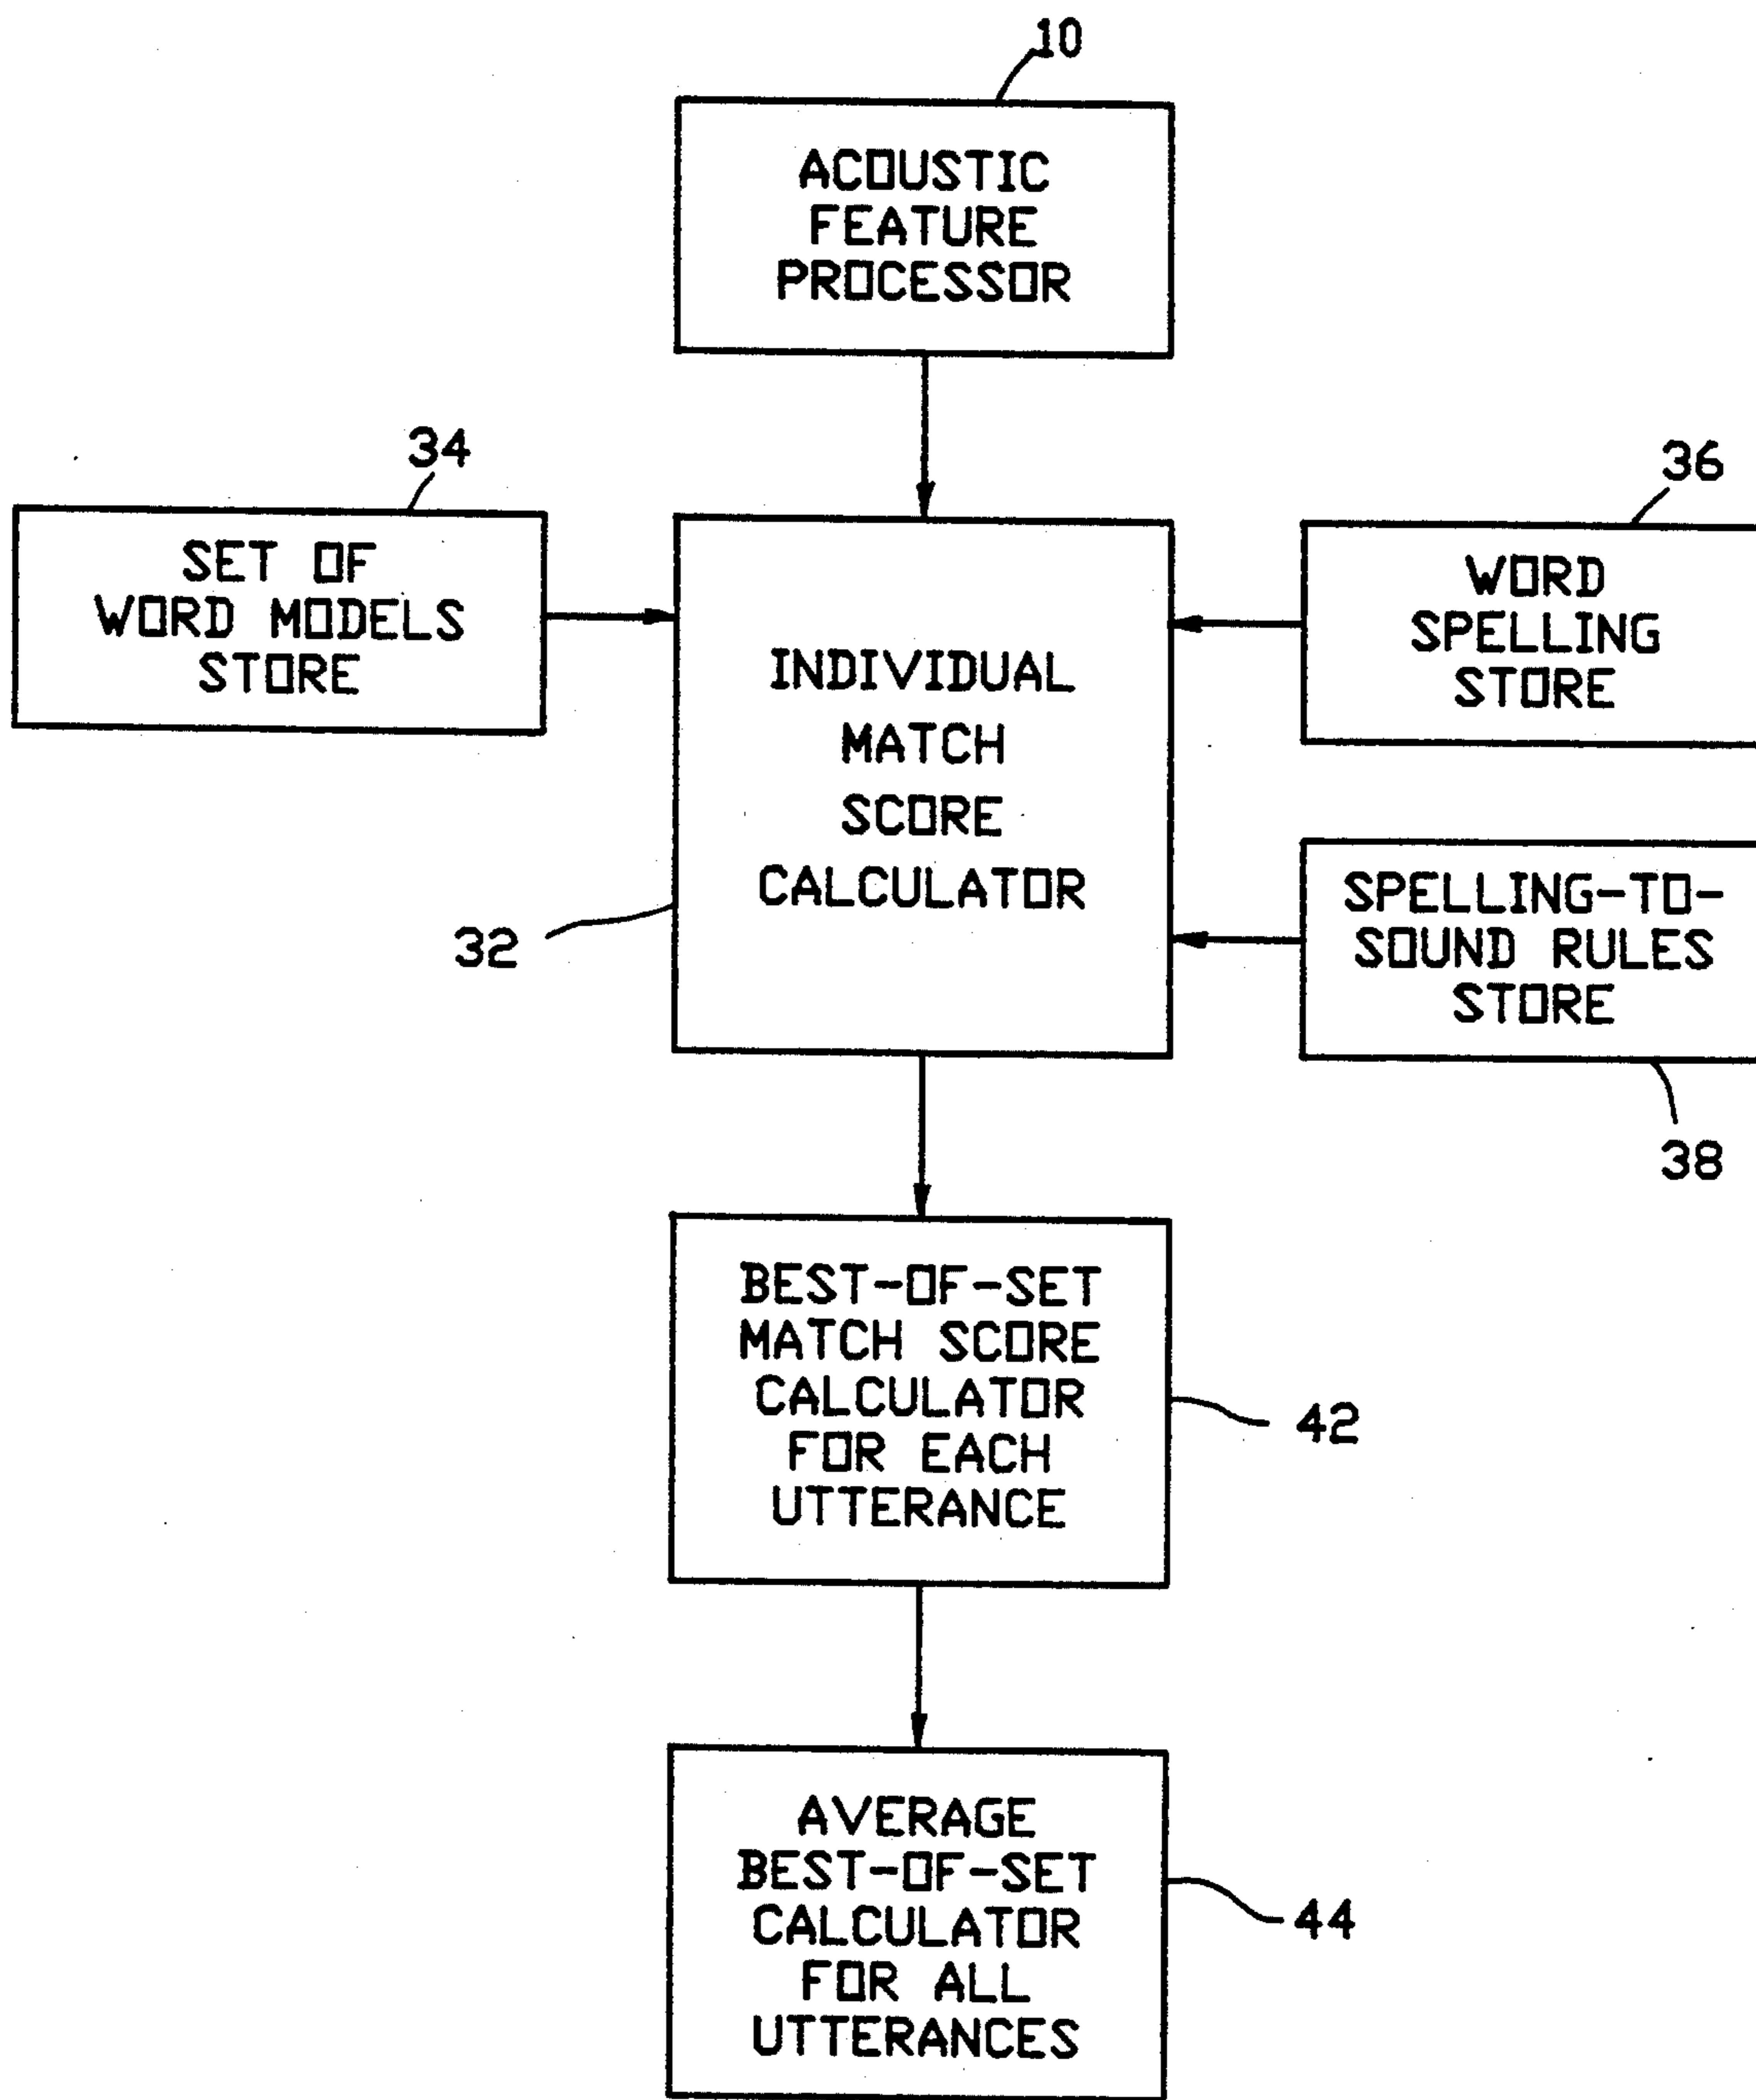 10
ACOUSTIC
FEATURE
PROCESSOR
34
SET OF
WORD MODELS
STORE
INDIVIDUAL
MATCH
SCORE
CALCULATOR
32
36
WORD
SPELLING
STORE
SPELLING-TO-
SOUND RULES
STORE
38
BEST-OF-SET
MATCH SCORE
CALCULATOR
FOR EACH
UTTERANCE
42
AVERAGE
BEST-OF-SET
CALCULATOR
FOR ALL
UTTERANCES
44